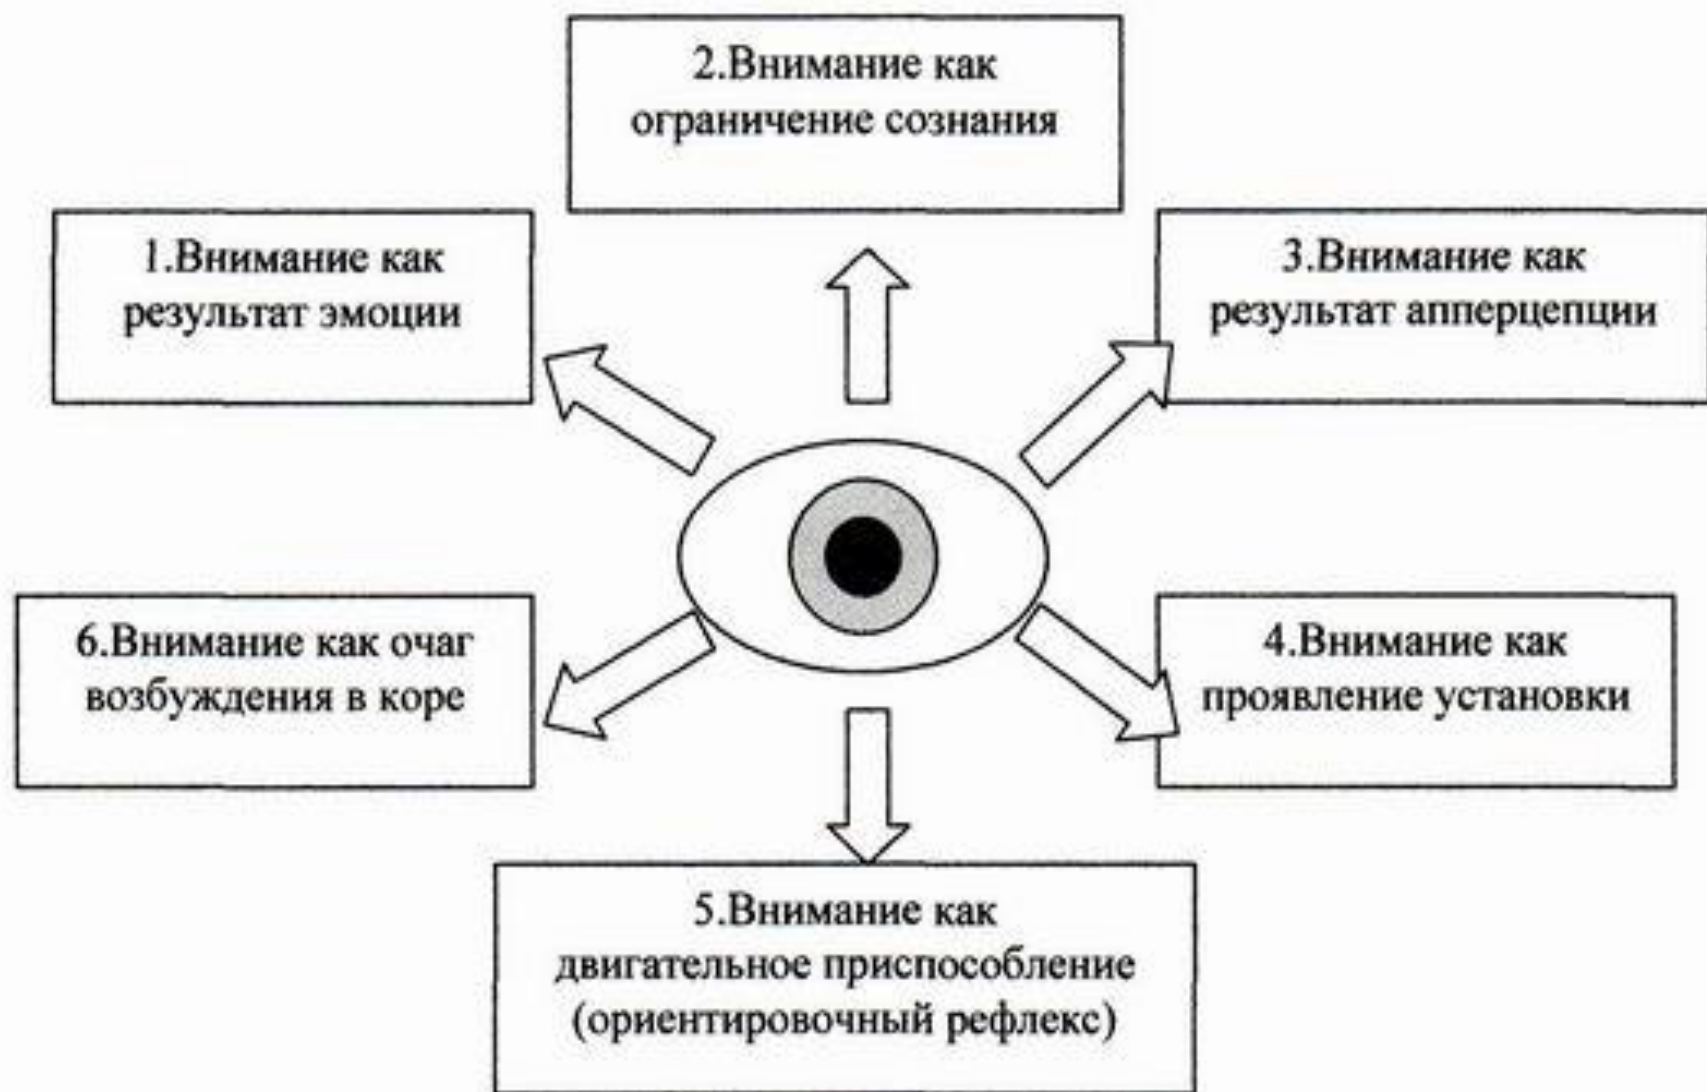 1.Внимание как
результат эмоции
2.Внимание как
ограничение сознания
3.Внимание как
результат апперцепции
4.Внимание как
проявление установки
5.Внимание как
двигательное приспособление
(ориентировочный рефлекс)
6.Внимание как очаг
возбуждения в коре